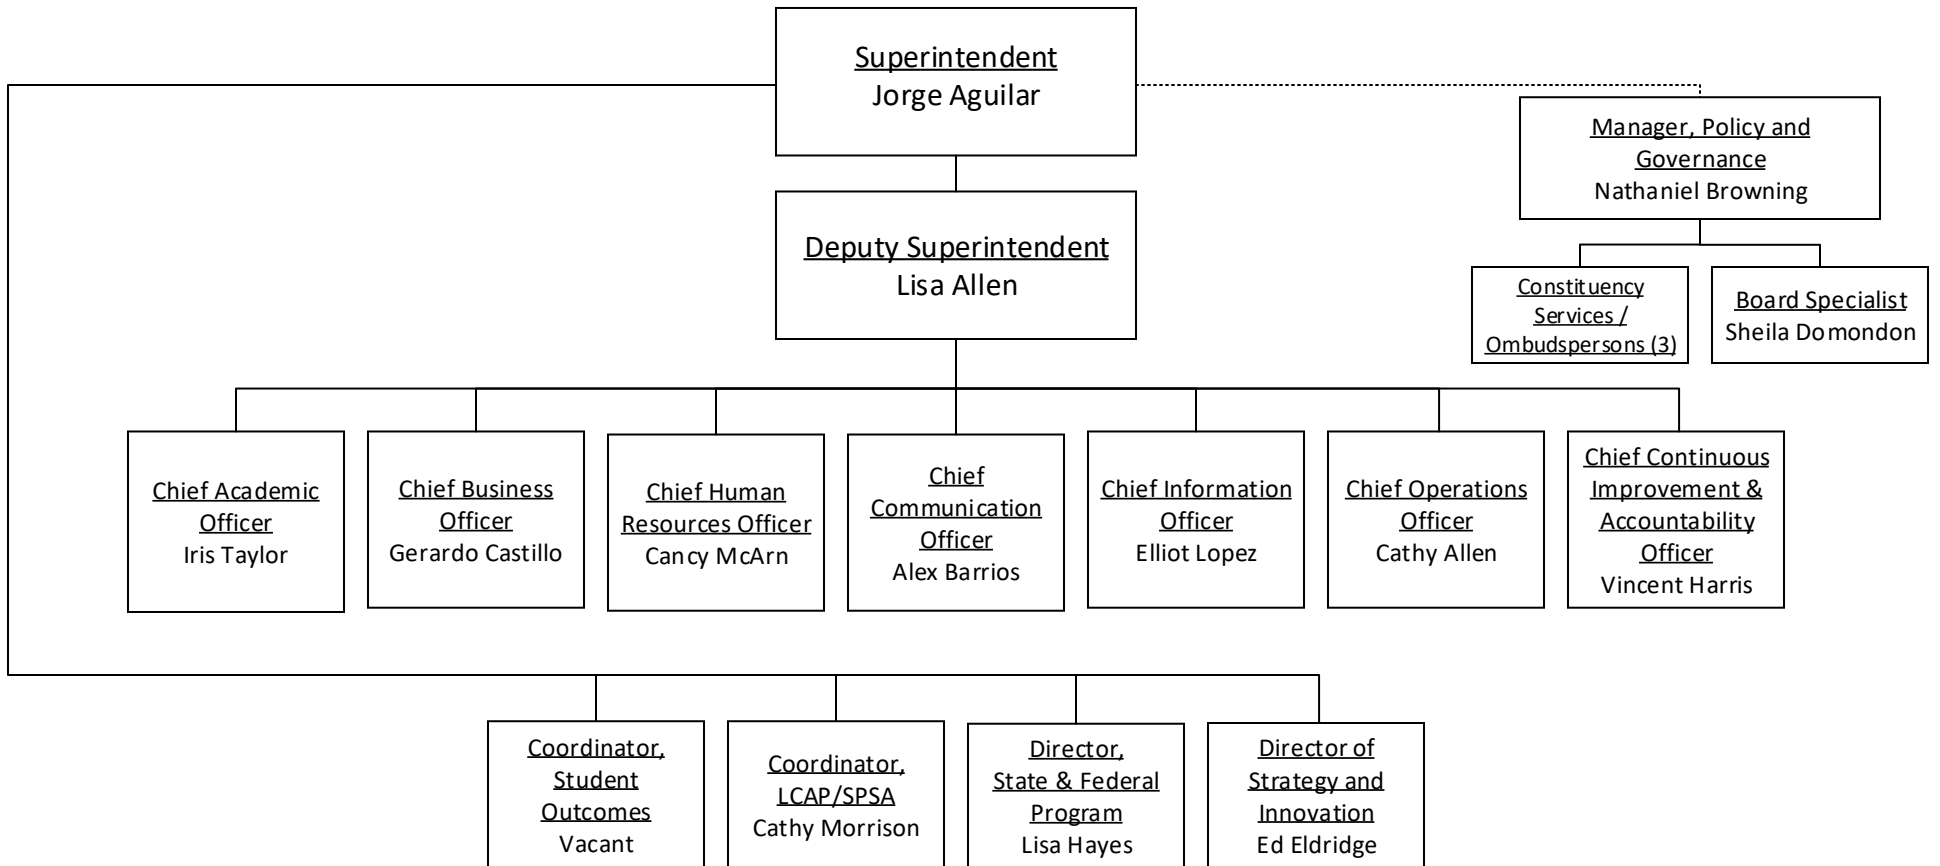 Superintendent
Jorge Aguilar
Manager, Policy and
Governance
Nathaniel Browning
Deputy Superintendent
Lisa Allen
Constituency
Services /
Ombudspersons (3)
Board Specialist
Sheila Domondon
Chief Academic
Officer
Iris Taylor
Chief Business
Officer
Gerardo Castillo
Chief Human
Resources Officer
Cancy McArn
Chief
Communication
Officer
Alex Barrios
Chief Information
Officer
Elliot Lopez
Chief Operations
Officer
Cathy Allen
Chief Continuous
Improvement &
Accountability
Officer
Vincent Harris
Coordinator,
Student
Outcomes
Vacant
Coordinator,
LCAP/SPSA
Cathy Morrison
Director,
State & Federal
Program
Lisa Hayes
Director of
Strategy and
Innovation
Ed Eldridge